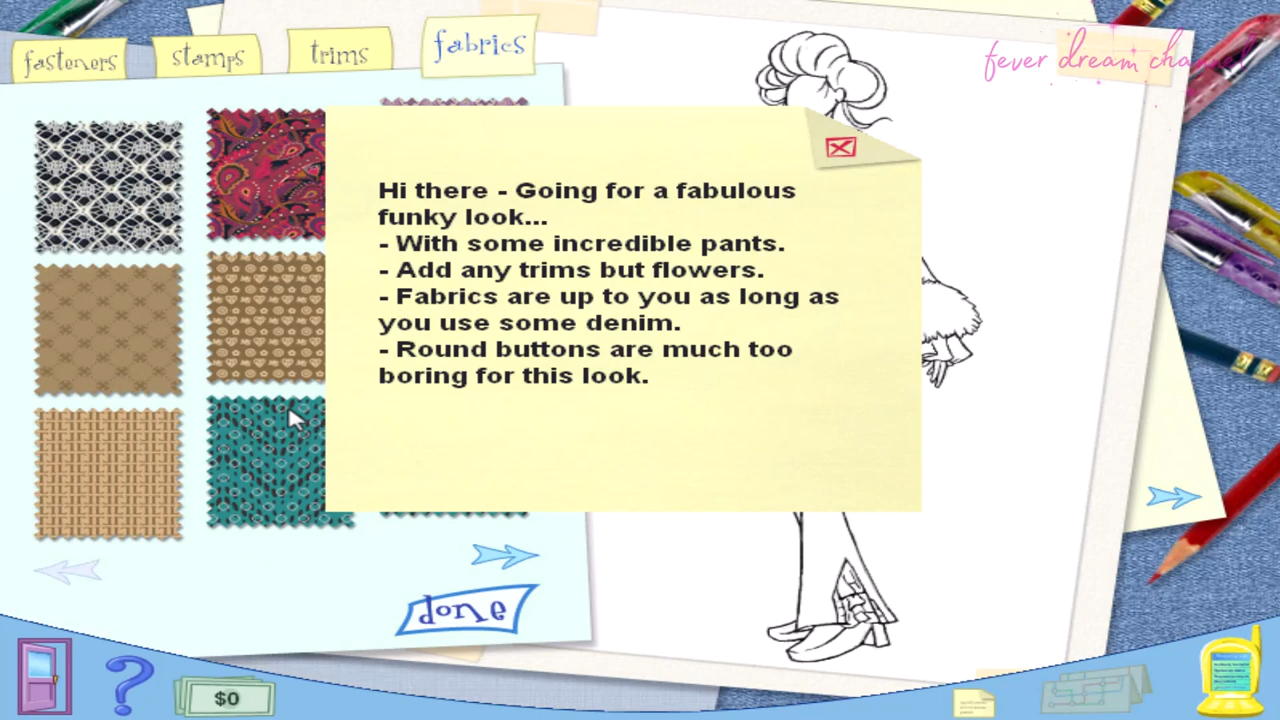 fasteners
stamps
trims
fabrics
fever dream channel
Hi there - Going for a fabulous
funky look...
- With some incredible pants.
- Add any trims but flowers.
- Fabrics are up to you as long as
you use some denim.
- Round buttons are much too
boring for this look.
done
$0